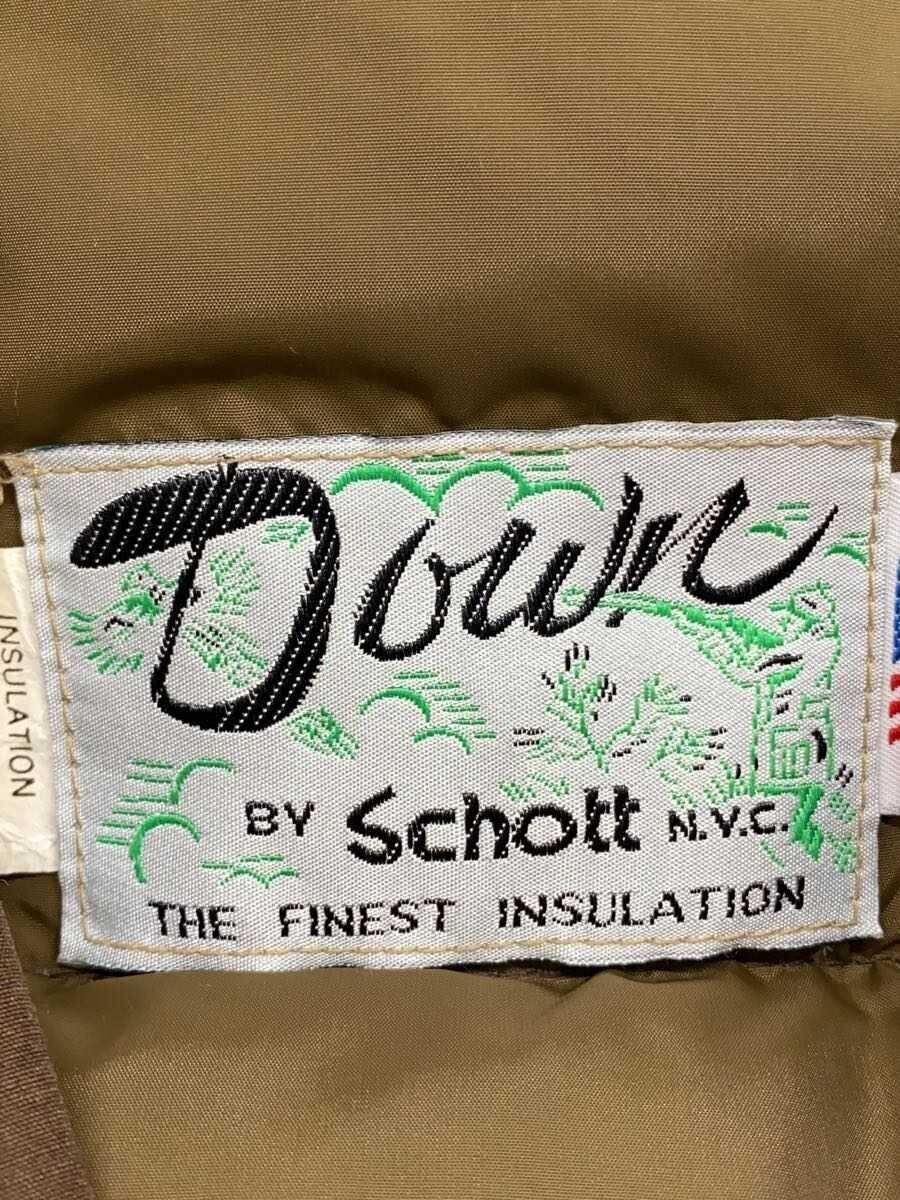 Down
BY Schott N.Y.C.
THE FINEST INSULATION
INSULATION